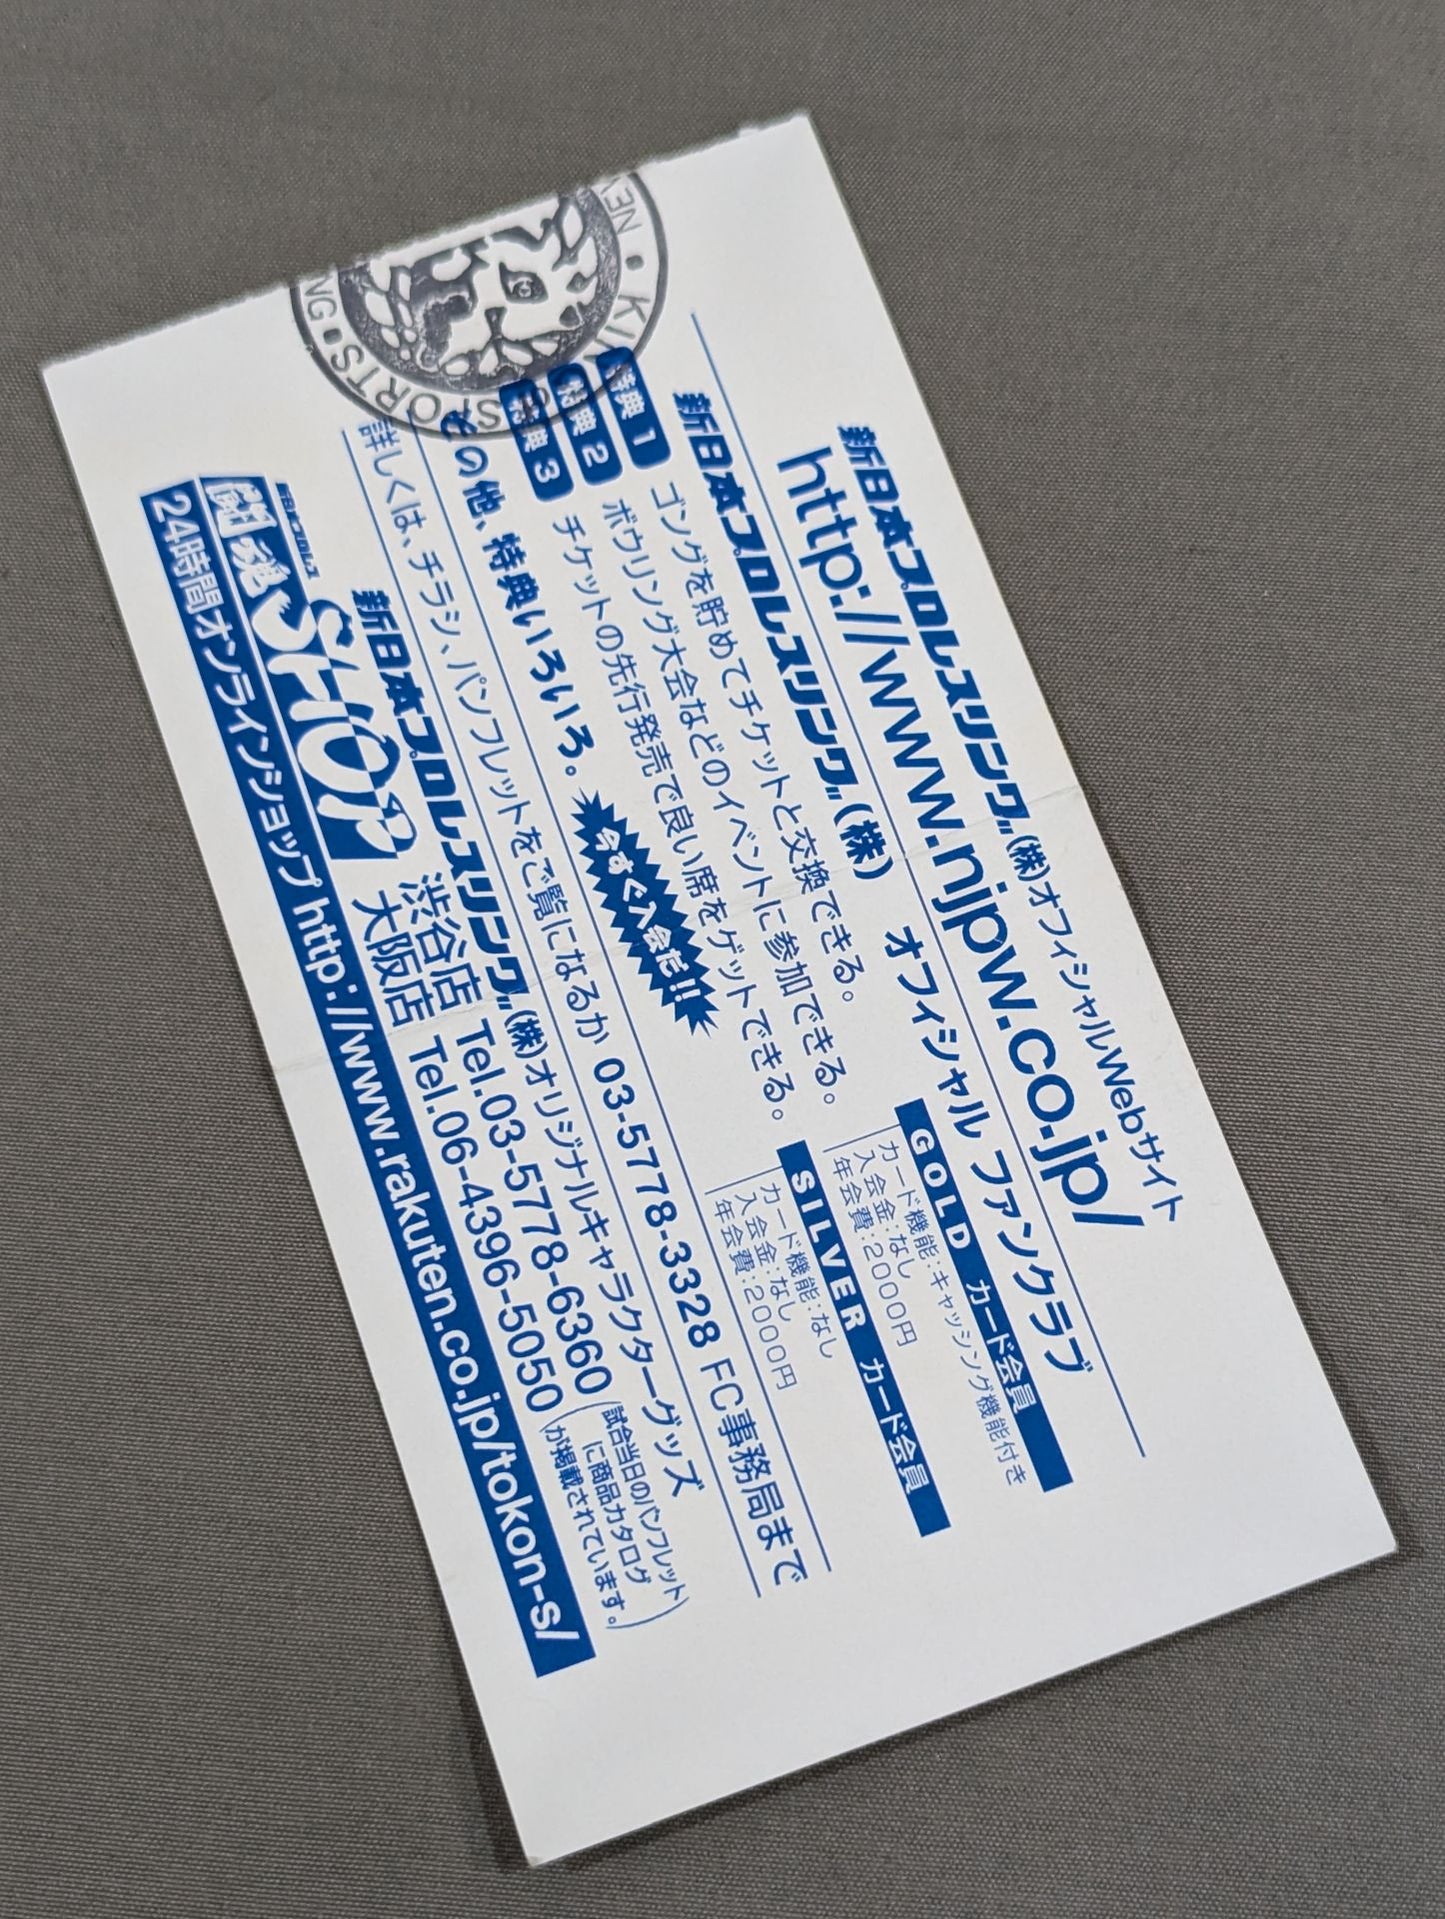 新日本プロレスリング(株)オフィシャルWebサイト
http://www.njpw.co.jp/
新日本プロレスリング(株) オフィシャル ファンクラブ
特典1 ゴングを貯めてチケットと交換できる。
特典2 ボウリング大会などのイベントに参加できる。
特典3 チケットの先行発売で良い席をゲットできる。
その他、特典いろいろ。 今すぐ入会だ!!
GOLD カード会員
カード機能:キャッシング機能付き
入会金:なし
年会費:2000円
SILVER カード会員
カード機能:なし
入会金:なし
年会費:2000円
詳しくは、チラシ、パンフレットをご覧になるか 03-5778-3328 FC事務局まで
新日本プロレスリング(株)オリジナルキャラクターグッズ
新日本プロレス
闘魂SHOP
渋谷店 Tel.03-5778-6360
大阪店 Tel.06-4396-5050
(試合当日のパンフレット
に商品カタログ
が掲載されています。)
24時間オンラインショップ http://www.rakuten.co.jp/tokon-s/
KIN
SPORTS
NG
NE